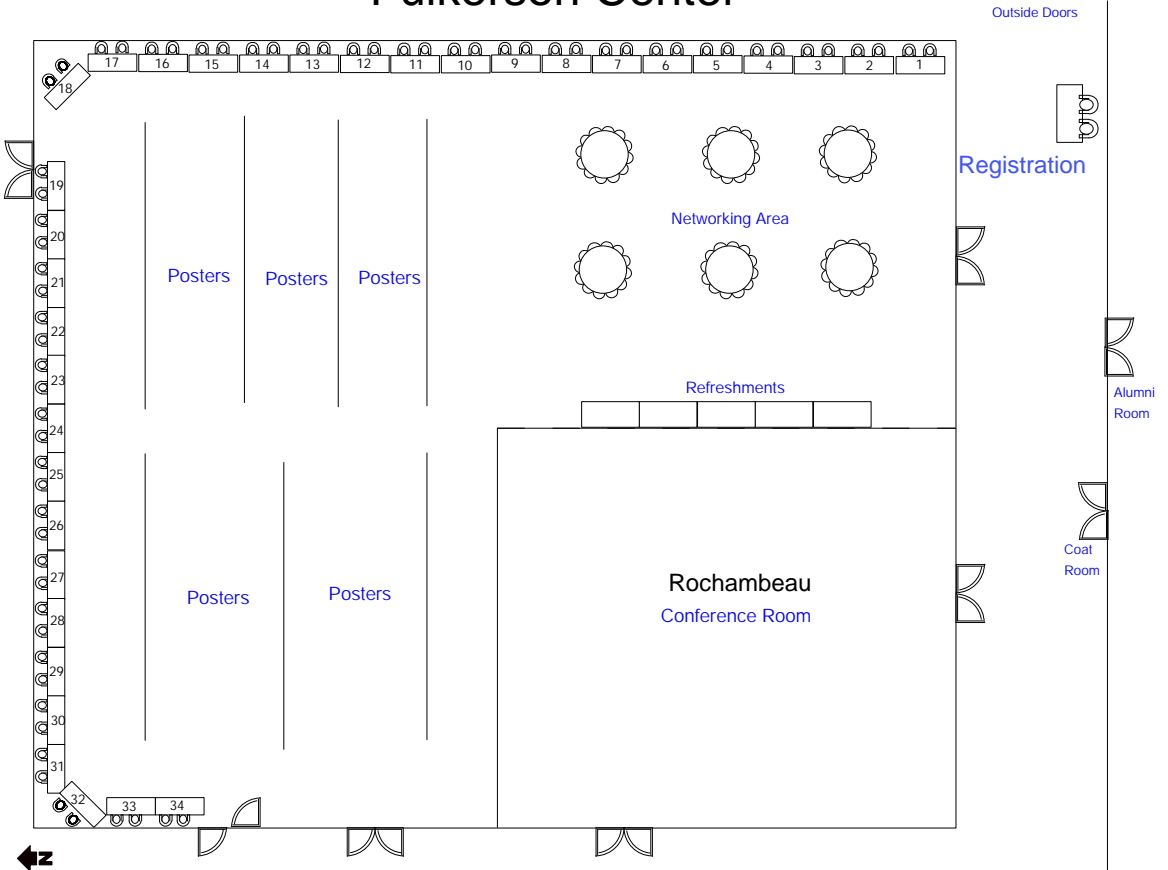 Fulkerson Center
Outside Doors
17 16 15 14 13 12 11 10 9 8 7 6 5 4 3 2 1
18
Registration
19
Networking Area
20
Posters Posters Posters
21
22
23
Refreshments
Alumni
Room
24
25
26
Coat
Room
27
Rochambeau
Conference Room
Posters Posters
28
29
30
31
32
33 34
N